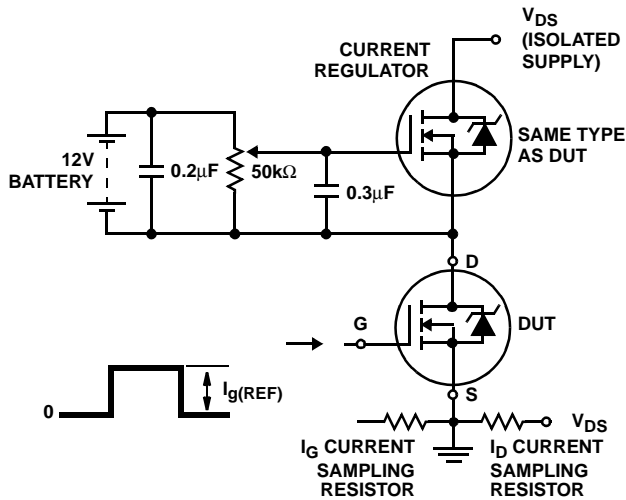 V_DS
(ISOLATED
SUPPLY)
CURRENT
REGULATOR
SAME TYPE
AS DUT
12V
BATTERY
0.2µF
50kΩ
0.3µF
D
G
DUT
S
I_g(REF)
0
V_DS
I_G CURRENT
SAMPLING
RESISTOR
I_D CURRENT
SAMPLING
RESISTOR